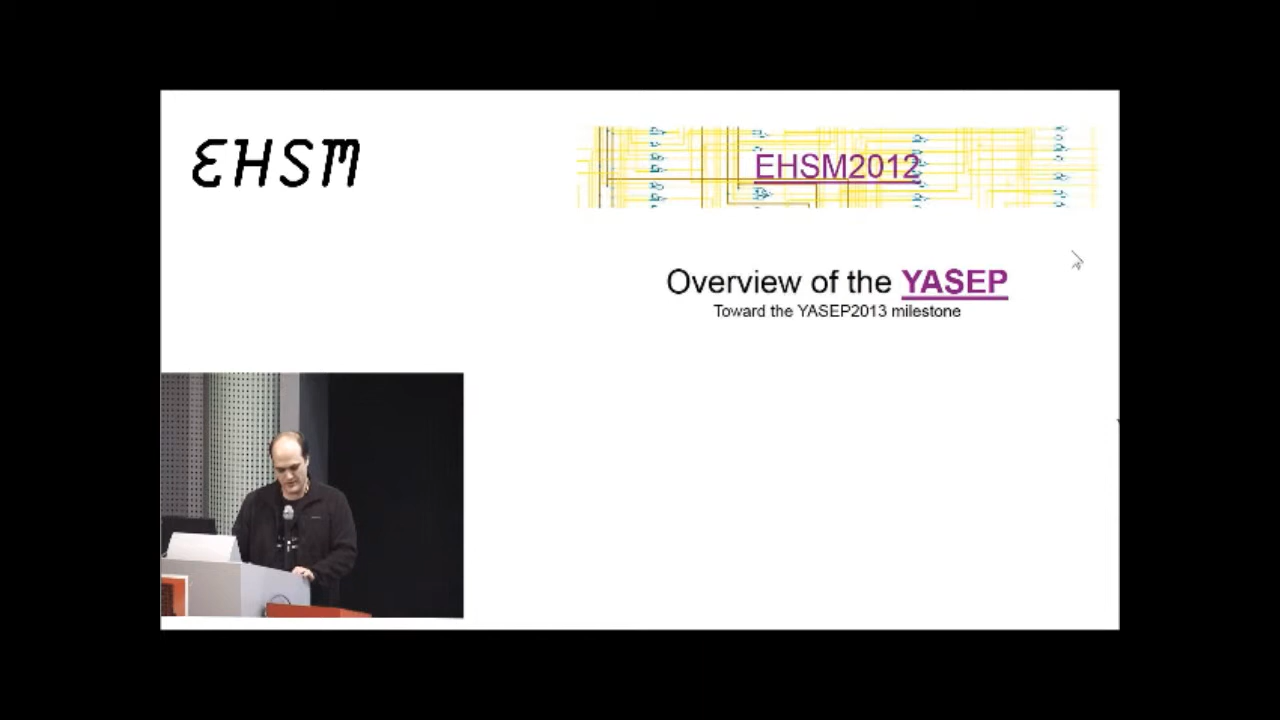 EHSM
EHSM2012
Overview of the YASEP
Toward the YASEP2013 milestone